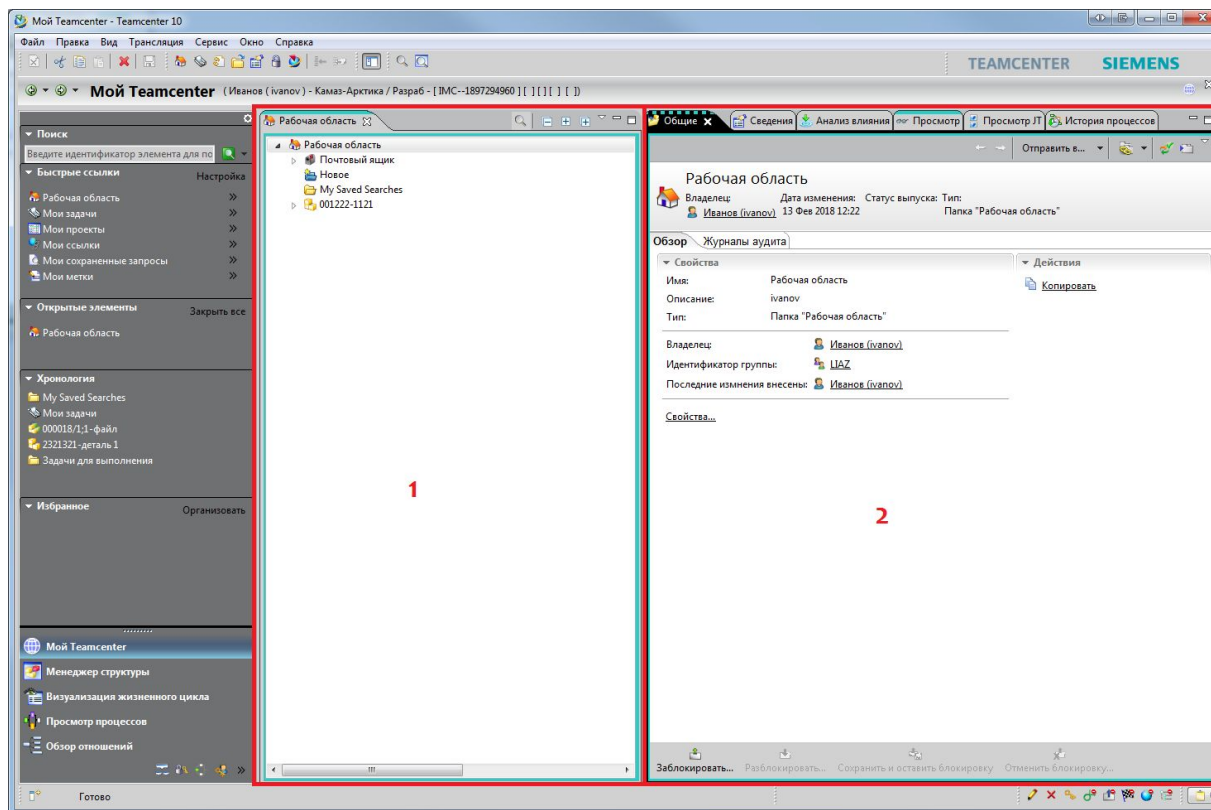 Мой Teamcenter - Teamcenter 10
Файл Правка Вид Трансляция Сервис Окно Справка
TEAMCENTER SIEMENS
Мой Teamcenter (Иванов ( ivanov ) - Камаз-Арктика / Разраб - [ IMC--1897294960 ] [ ] [ ] [ ] [ ])
Поиск
Введите идентификатор элемента для по
Быстрые ссылки Настройка
Рабочая область
Мои задачи
Мои проекты
Мои ссылки
Мои сохраненные запросы
Мои метки
Открытые элементы Закрыть все
Рабочая область
Хронология
My Saved Searches
Мои задачи
000018/1;1-файл
2321321-деталь 1
Задачи для выполнения
Избранное Организовать
Мой Teamcenter
Менеджер структуры
Визуализация жизненного цикла
Просмотр процессов
Обзор отношений
Готово
Рабочая область
Рабочая область
Почтовый ящик
Новое
My Saved Searches
001222-1121
1
Общие Сведения Анализ влияния Просмотр Просмотр JT История процессов
Отправить в...
Рабочая область
Владелец: Дата изменения: Статус выпуска: Тип:
Иванов (ivanov) 13 Фев 2018 12:22 Папка "Рабочая область"
Обзор Журналы аудита
Свойства Действия
Имя: Рабочая область Копировать
Описание: ivanov
Тип: Папка "Рабочая область"
Владелец: Иванов (ivanov)
Идентификатор группы: LIAZ
Последние измнения внесены: Иванов (ivanov)
Свойства...
2
Заблокировать... Разблокировать... Сохранить и оставить блокировку Отменить блокировку...